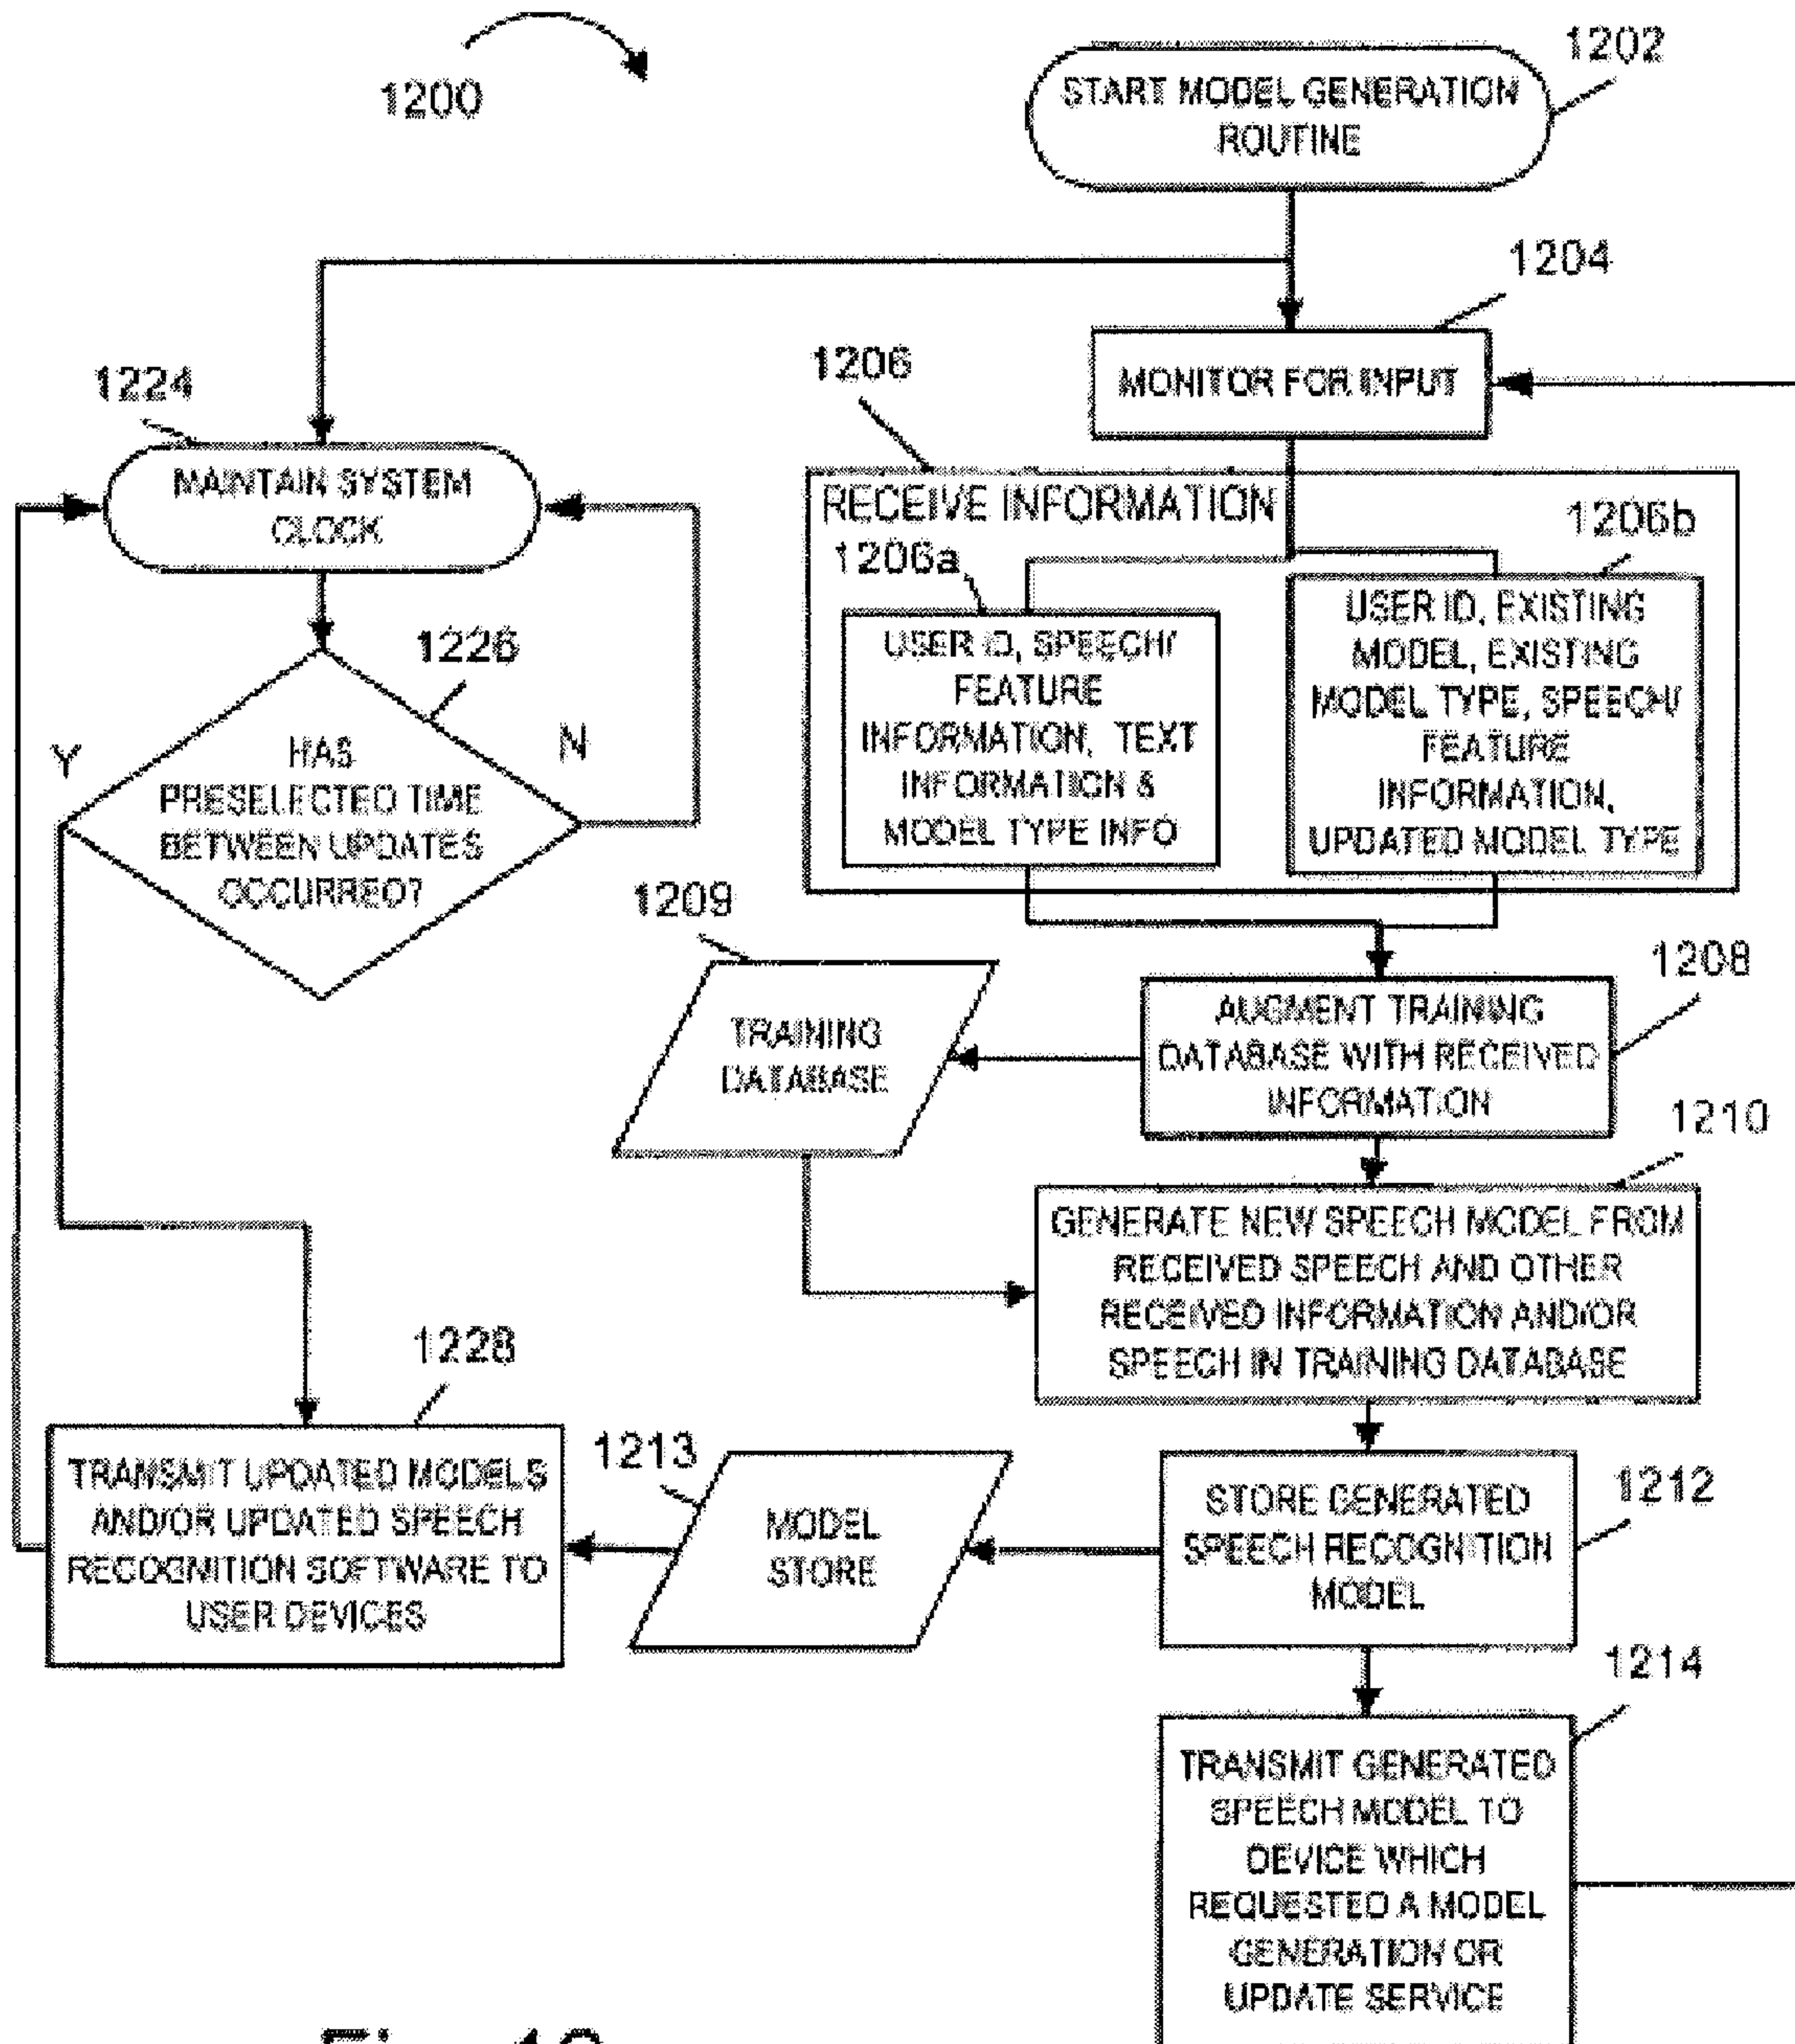 1200
1202
START MODEL GENERATION
ROUTINE
1204
MONITOR FOR INPUT
1224
MAINTAIN SYSTEM
CLOCK
1206
RECEIVE INFORMATION
1206a
USER ID, SPEECH/
FEATURE
INFORMATION, TEXT
INFORMATION &
MODEL TYPE INFO
1206b
USER ID, EXISTING
MODEL, EXISTING
MODEL TYPE, SPEECH/
FEATURE
INFORMATION,
UPDATED MODEL TYPE
1226
Y
N
HAS
PRESELECTED TIME
BETWEEN UPDATES
OCCURRED?
1209
TRAINING
DATABASE
1208
AUGMENT TRAINING
DATABASE WITH RECEIVED
INFORMATION
1210
GENERATE NEW SPEECH MODEL FROM
RECEIVED SPEECH AND OTHER
RECEIVED INFORMATION AND/OR
SPEECH IN TRAINING DATABASE
1228
TRANSMIT UPDATED MODELS
AND/OR UPDATED SPEECH
RECOGNITION SOFTWARE TO
USER DEVICES
1213
MODEL
STORE
1212
STORE GENERATED
SPEECH RECOGNITION
MODEL
1214
TRANSMIT GENERATED
SPEECH MODEL TO
DEVICE WHICH
REQUESTED A MODEL
GENERATION OR
UPDATE SERVICE